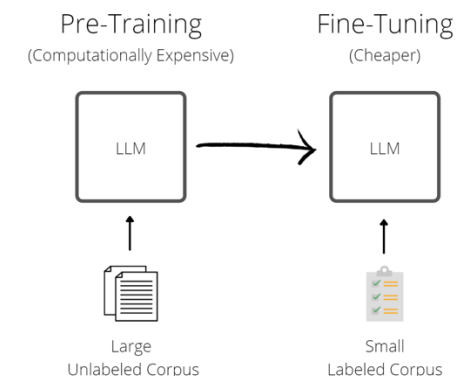 Pre-Training
(Computationally Expensive)
LLM
Large
Unlabeled Corpus
Fine-Tuning
(Cheaper)
LLM
Small
Labeled Corpus